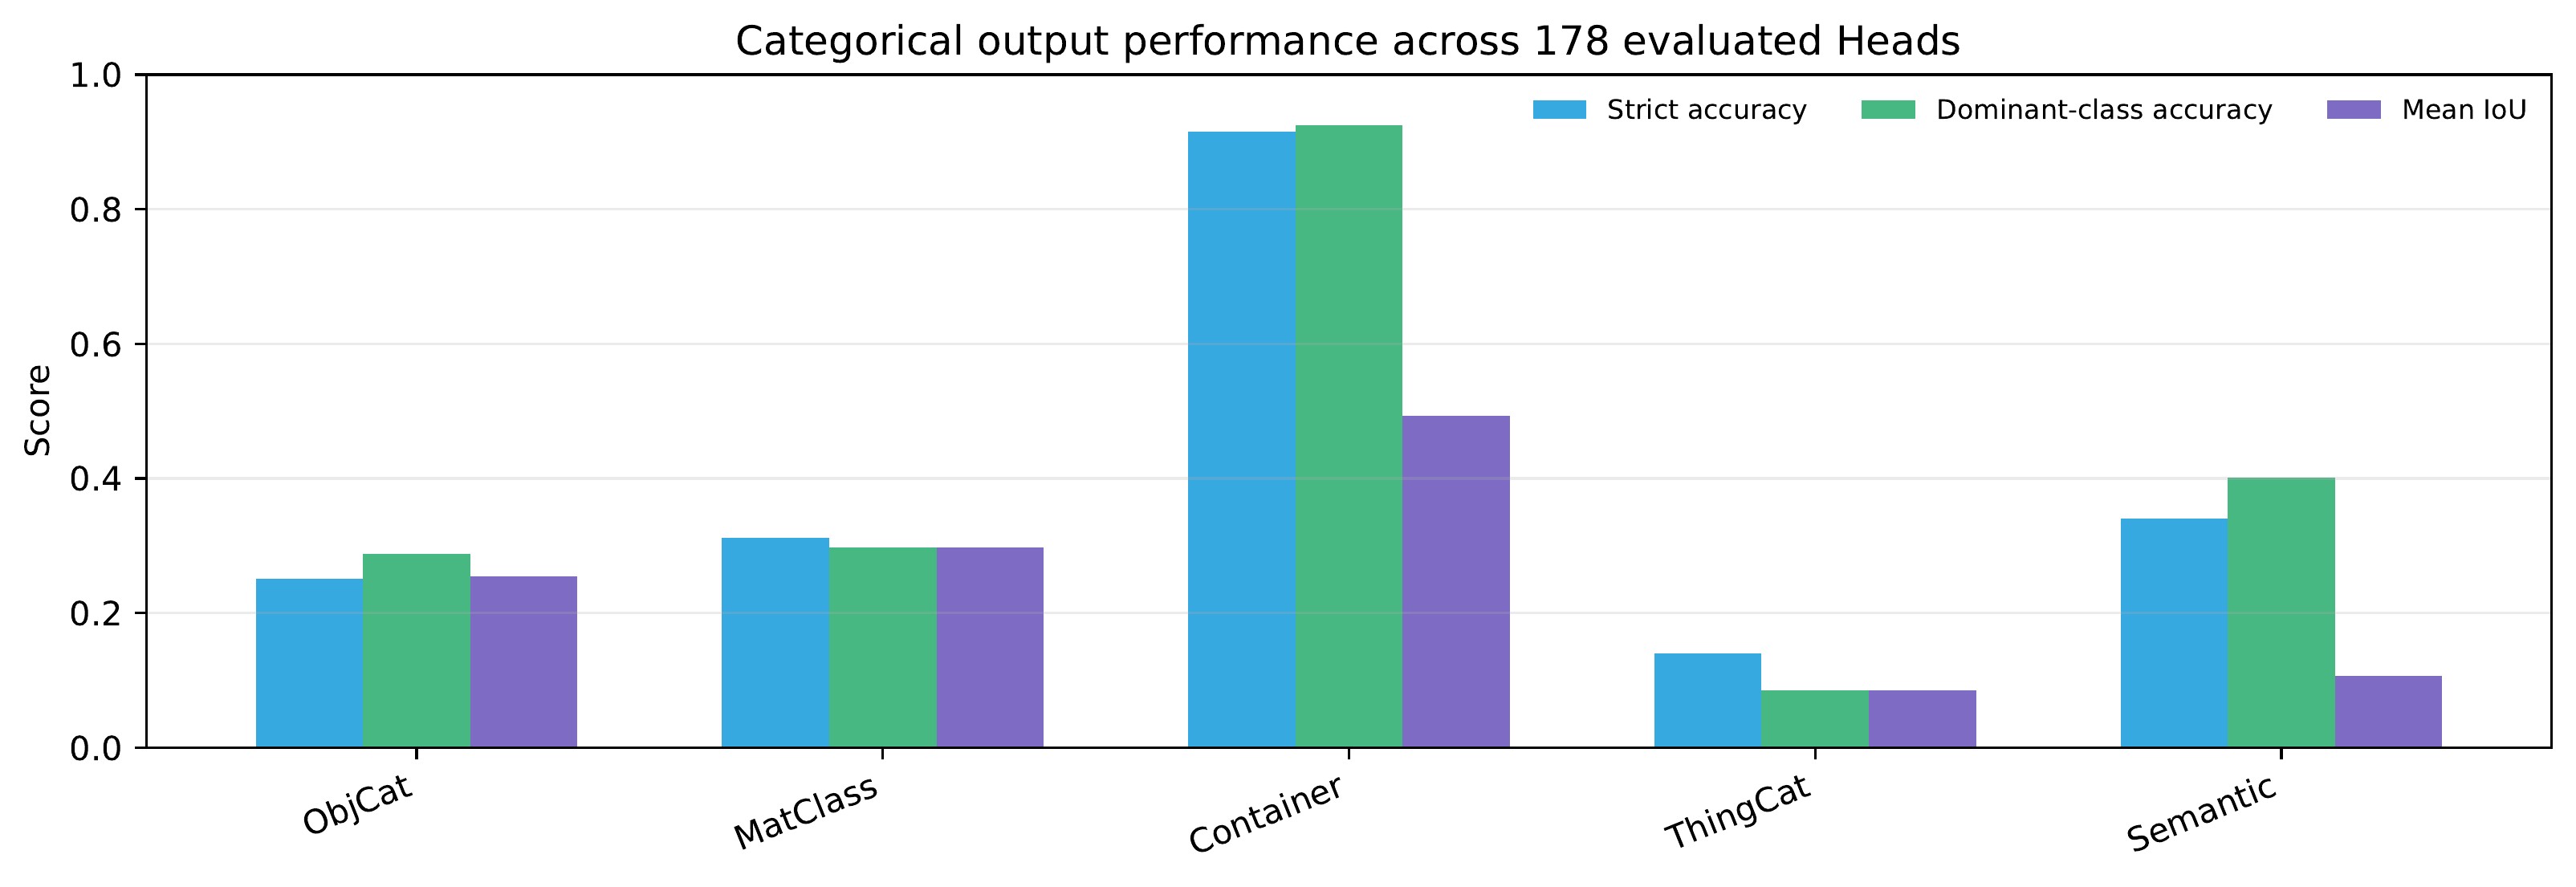 Categorical output performance across 178 evaluated Heads
Strict accuracy
Dominant-class accuracy
Mean IoU
Score
1.0
0.8
0.6
0.4
0.2
0.0
ObjCat
MatClass
Container
ThingCat
Semantic